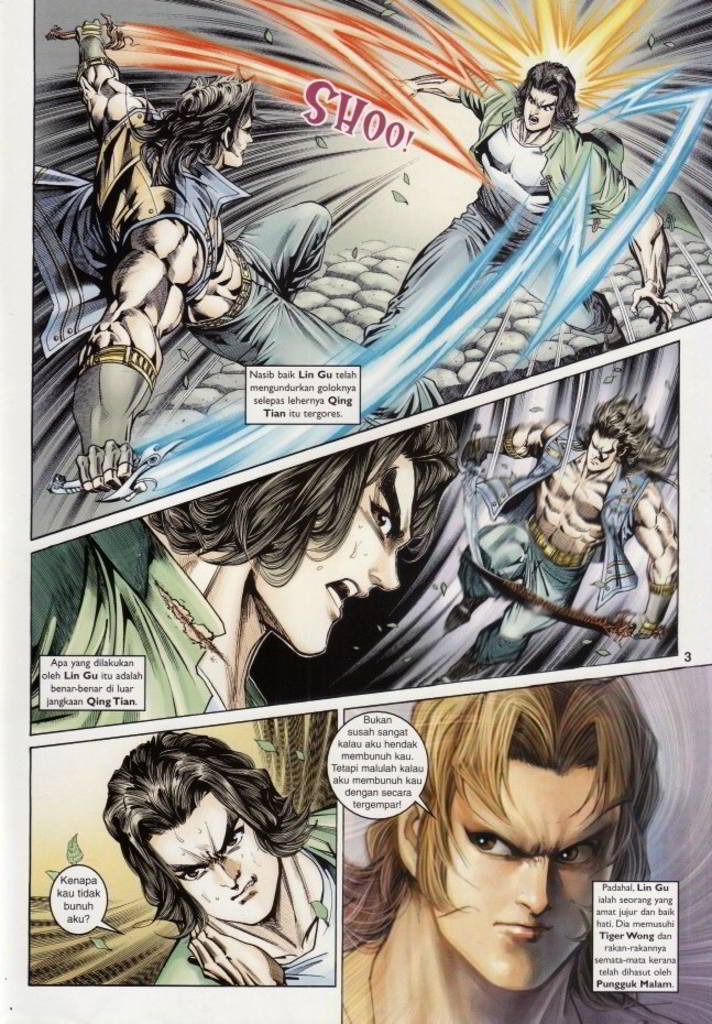 SHOO!
Nasib baik Lin Gu telah
mengundurkan goloknya
selepas lehernya Qing
Tian itu tergores.
3
Apa yang dilakukan
oleh Lin Gu itu adalah
benar-benar di luar
jangkaan Qing Tian.
Bukan
susah sangat
kalau aku hendak
membunuh kau.
Tetapi malulah kalau
aku membunuh kau
dengan secara
tergempar!
Kenapa
kau tidak
bunuh
aku?
Padahal, Lin Gu
ialah seorang yang
amat jujur dan baik
hati. Dia memusuhi
Tiger Wong dan
rakan-rakannya
semata-mata kerana
telah dihasut oleh
Pungguk Malam.